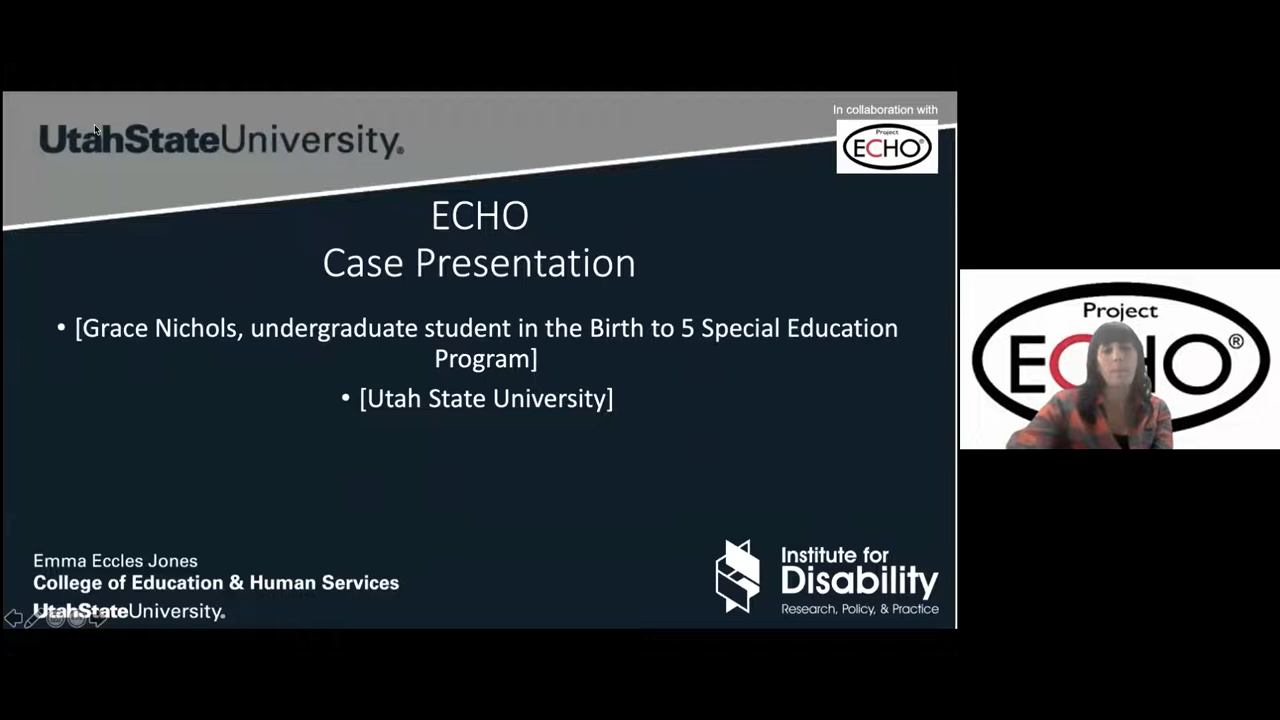 In collaboration with
Project
ECHO®
UtahStateUniversity®
ECHO
Case Presentation
• [Grace Nichols, undergraduate student in the Birth to 5 Special Education
Program]
• [Utah State University]
Project
ECHO®
Emma Eccles Jones
College of Education & Human Services
UtahStateUniversity®
Institute for
Disability
Research, Policy, & Practice